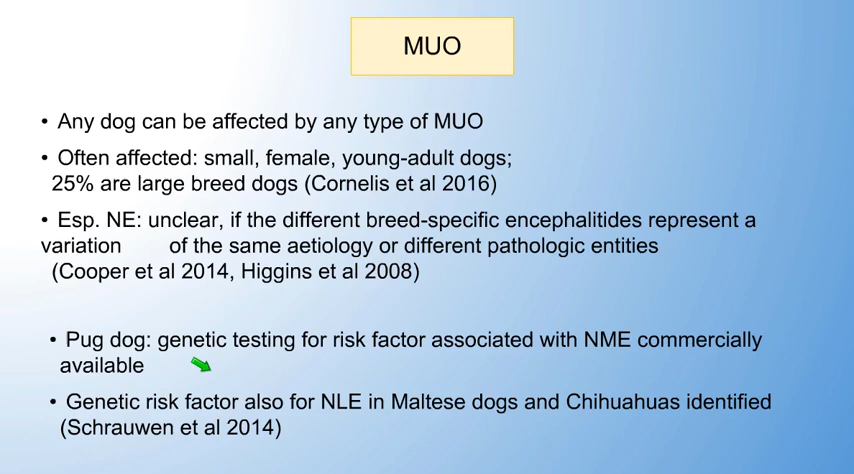 MUO
• Any dog can be affected by any type of MUO
• Often affected: small, female, young-adult dogs;
25% are large breed dogs (Cornelis et al 2016)
• Esp. NE: unclear, if the different breed-specific encephalitides represent a
variation of the same aetiology or different pathologic entities
(Cooper et al 2014, Higgins et al 2008)
• Pug dog: genetic testing for risk factor associated with NME commercially
available
• Genetic risk factor also for NLE in Maltese dogs and Chihuahuas identified
(Schrauwen et al 2014)